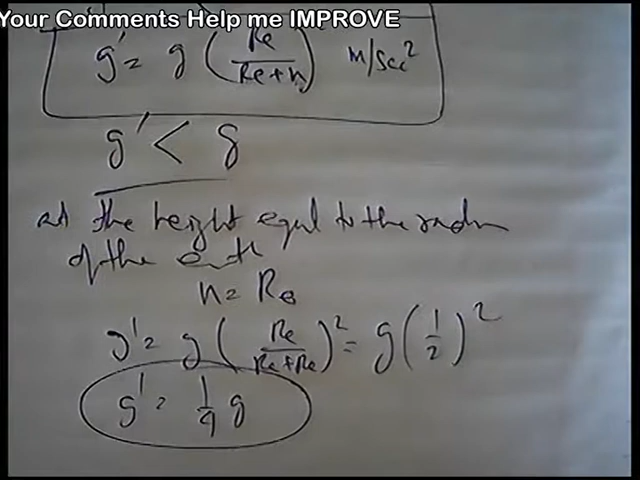 Your Comments Help me IMPROVE
g' = g (Re / Re + h) m/sec²
g' < g
at the height equal to the radius
of the earth
h = Re
g' = g (Re / Re + Re)² = g (1/2)²
g' = 1/4 g